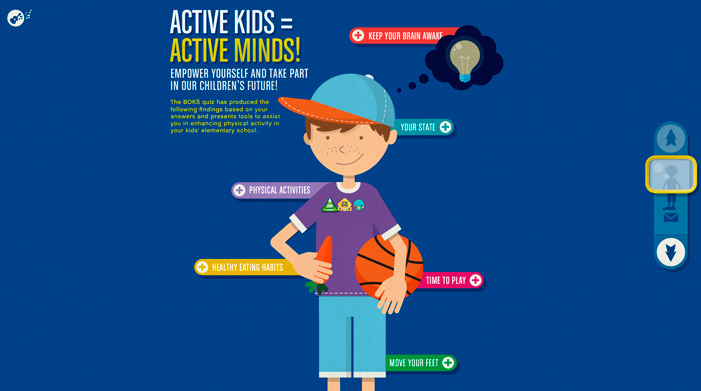 ACTIVE KIDS =
ACTIVE MINDS!
EMPOWER YOURSELF AND TAKE PART
IN OUR CHILDREN'S FUTURE!
The BOKS quiz has produced the
following findings based on your
answers and presents tools to assist
you in enhancing physical activity in
your kids' elementary school.
KEEP YOUR BRAIN AWAKE
YOUR STATE
PHYSICAL ACTIVITIES
HEALTHY EATING HABITS
TIME TO PLAY
MOVE YOUR FEET